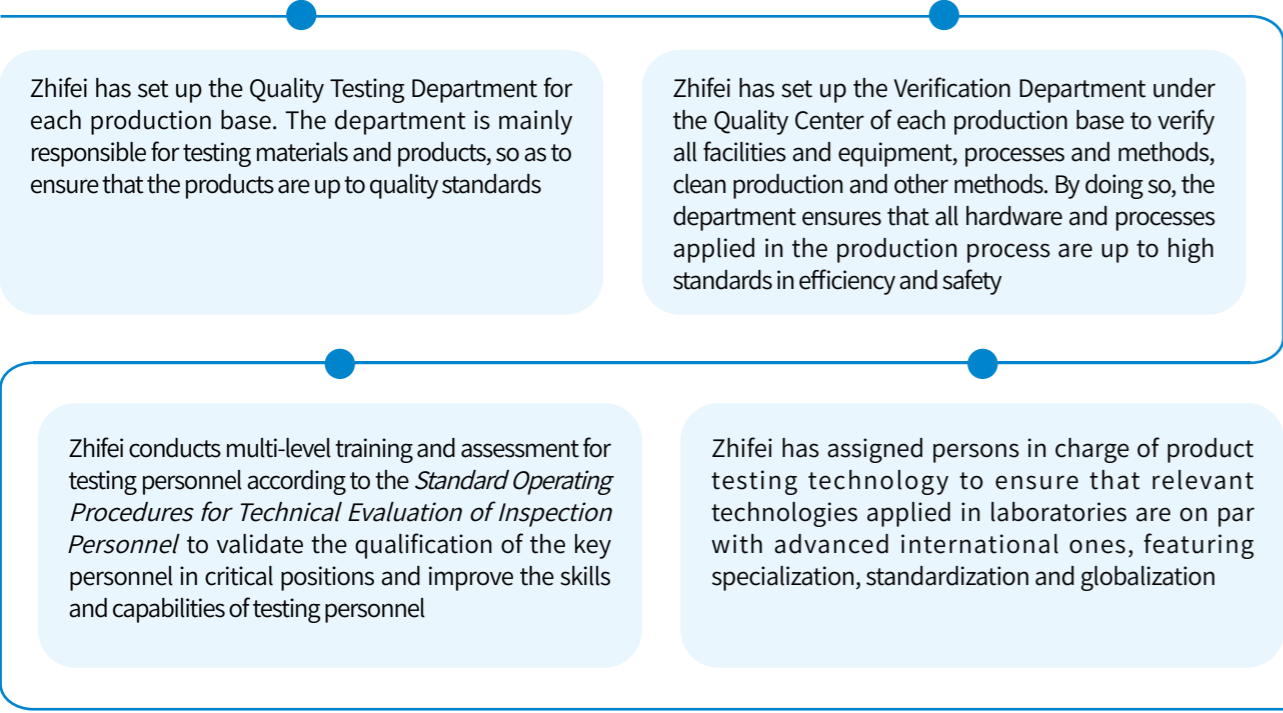 Zhifei has set up the Quality Testing Department for
each production base. The department is mainly
responsible for testing materials and products, so as to
ensure that the products are up to quality standards
Zhifei has set up the Verification Department under
the Quality Center of each production base to verify
all facilities and equipment, processes and methods,
clean production and other methods. By doing so, the
department ensures that all hardware and processes
applied in the production process are up to high
standards in efficiency and safety
Zhifei conducts multi-level training and assessment for
testing personnel according to the Standard Operating
Procedures for Technical Evaluation of Inspection
Personnel to validate the qualification of the key
personnel in critical positions and improve the skills
and capabilities of testing personnel
Zhifei has assigned persons in charge of product
testing technology to ensure that relevant
technologies applied in laboratories are on par
with advanced international ones, featuring
specialization, standardization and globalization